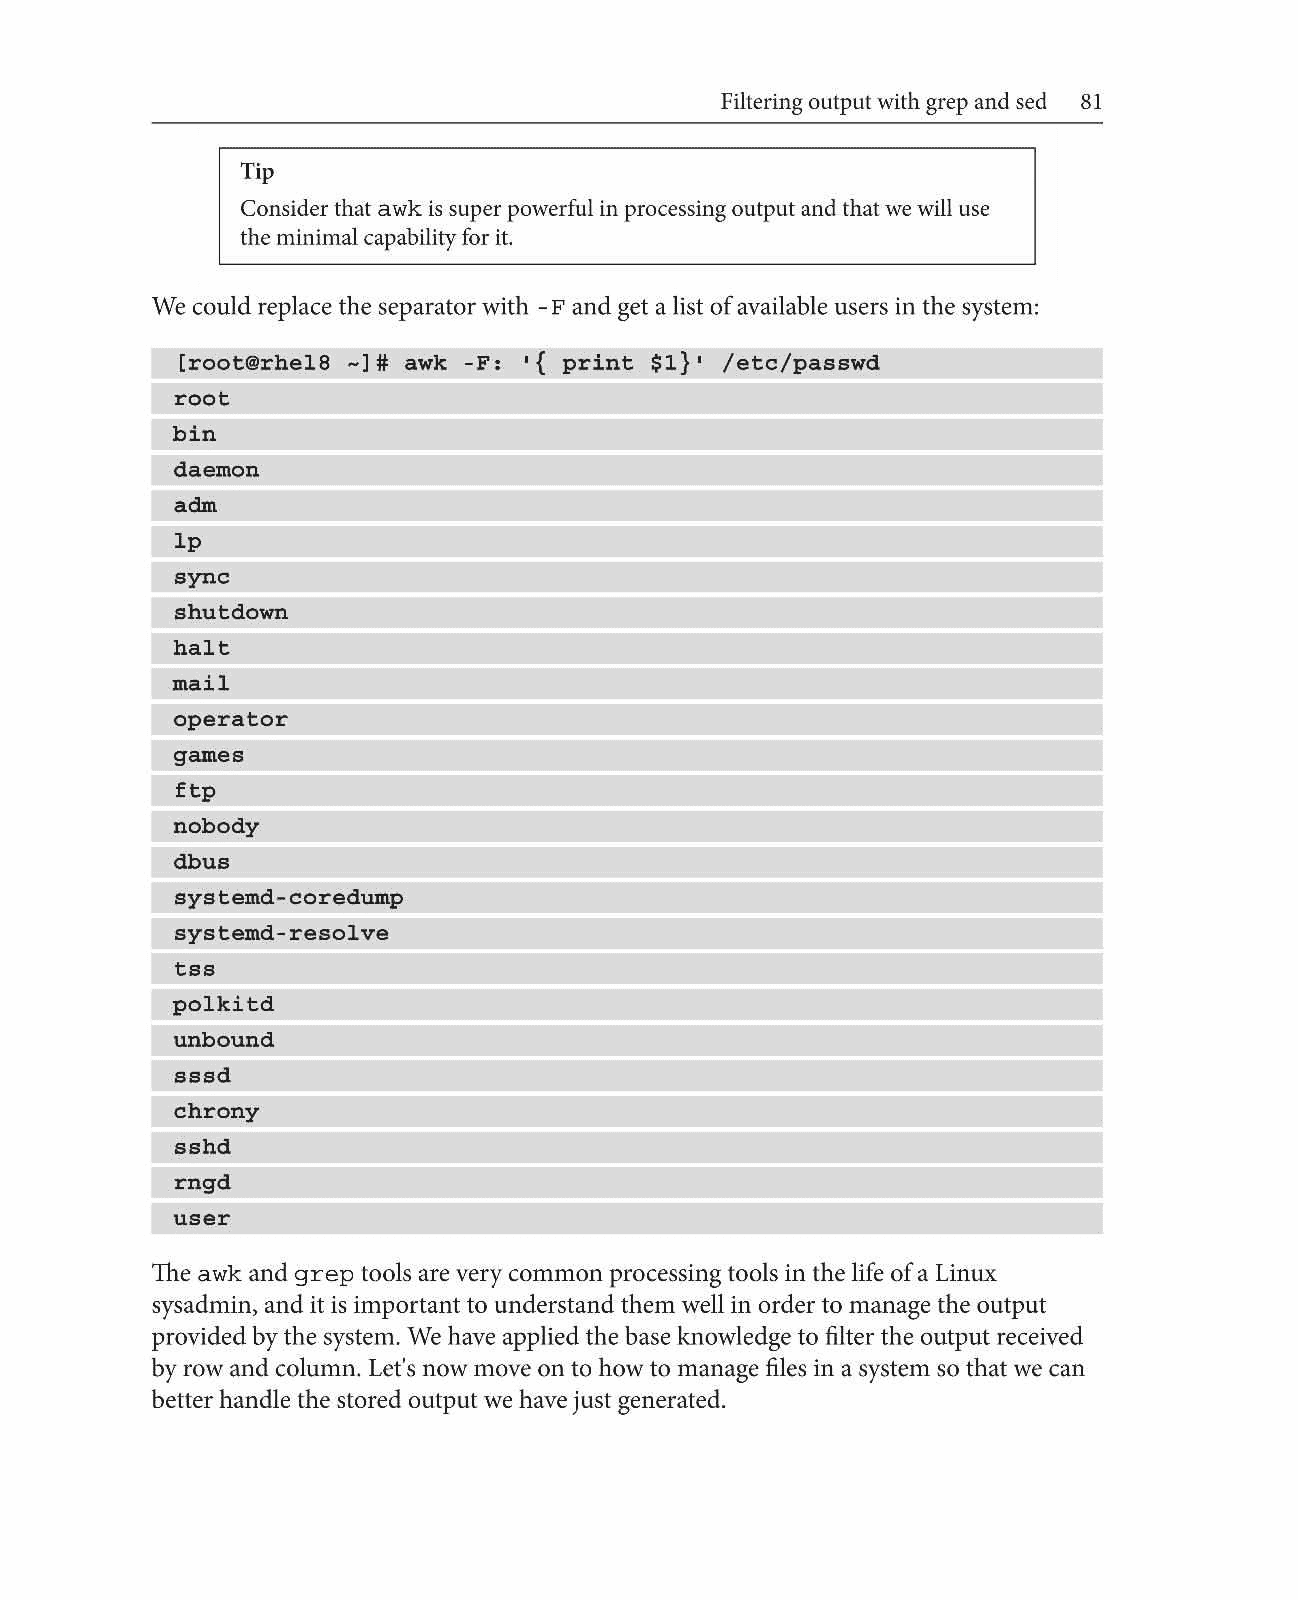 Filtering output with grep and sed 81
Tip
Consider that awk is super powerful in processing output and that we will use
the minimal capability for it.
We could replace the separator with -F and get a list of available users in the system:
[root@rhel8 ~]# awk -F: '{ print $1}' /etc/passwd
root
bin
daemon
adm
lp
sync
shutdown
halt
mail
operator
games
ftp
nobody
dbus
systemd-coredump
systemd-resolve
tss
polkitd
unbound
sssd
chrony
sshd
rngd
user
The awk and grep tools are very common processing tools in the life of a Linux
sysadmin, and it is important to understand them well in order to manage the output
provided by the system. We have applied the base knowledge to filter the output received
by row and column. Let's now move on to how to manage files in a system so that we can
better handle the stored output we have just generated.